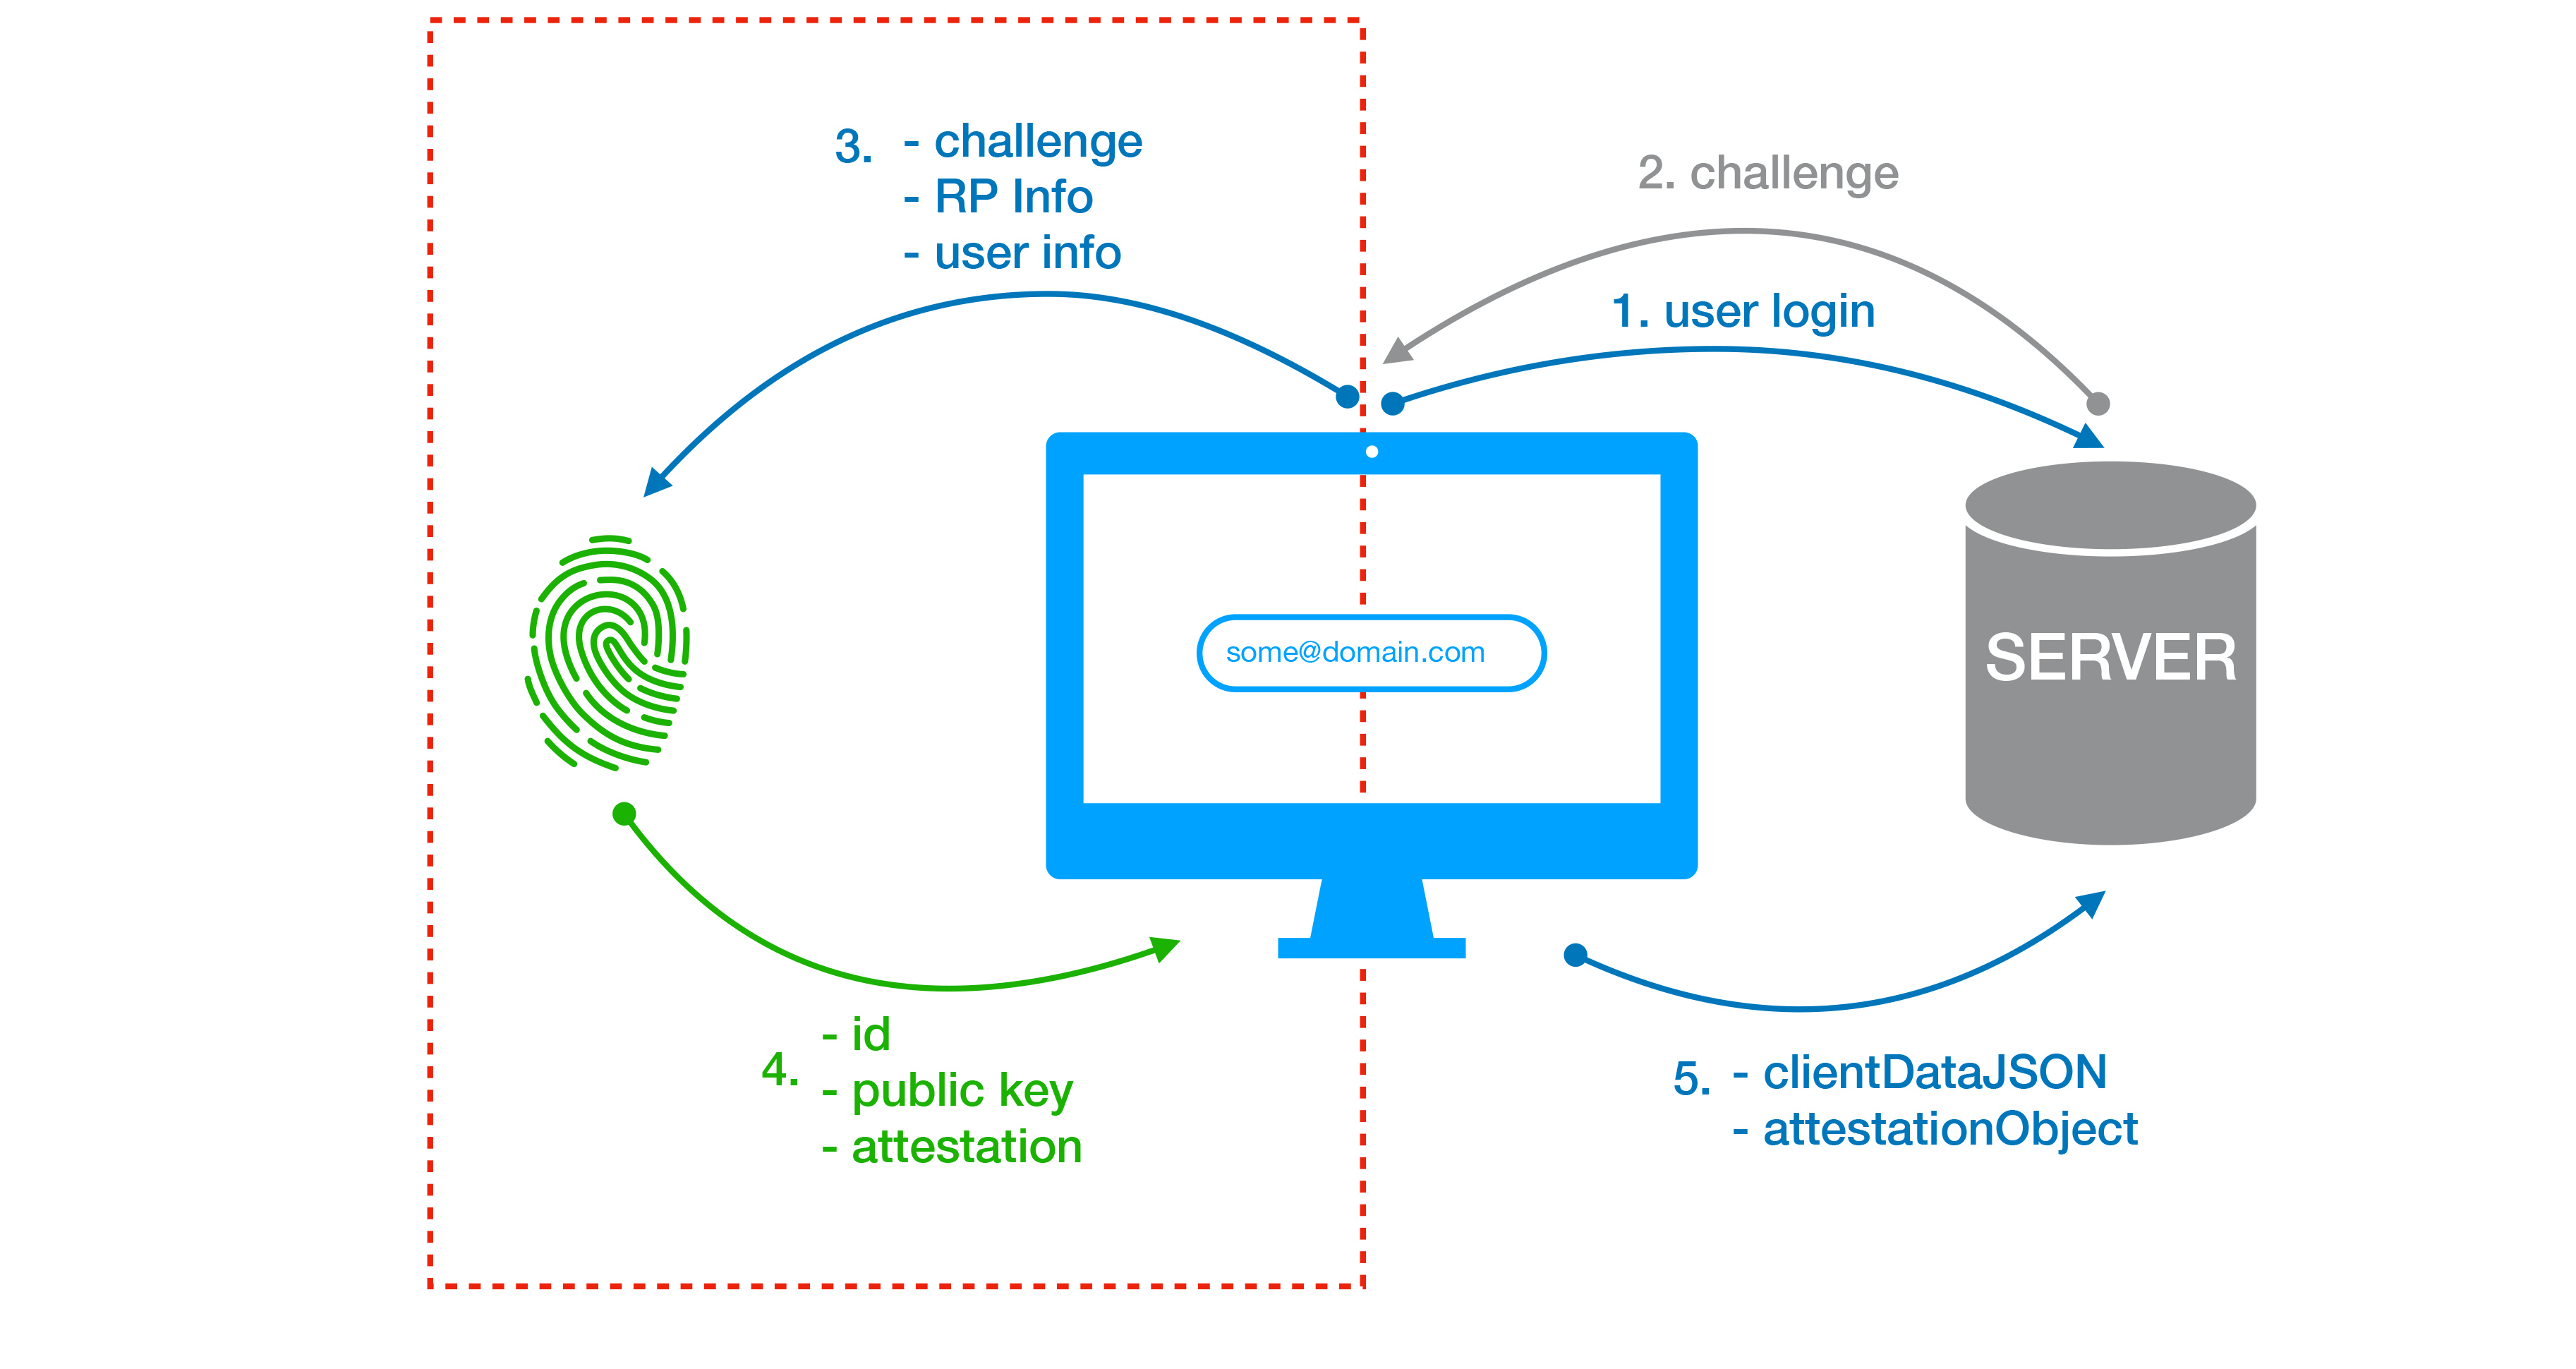 3. - challenge
- RP Info
- user info
2. challenge
1. user login
some@domain.com
SERVER
4. - id
- public key
- attestation
5. - clientDataJSON
- attestationObject